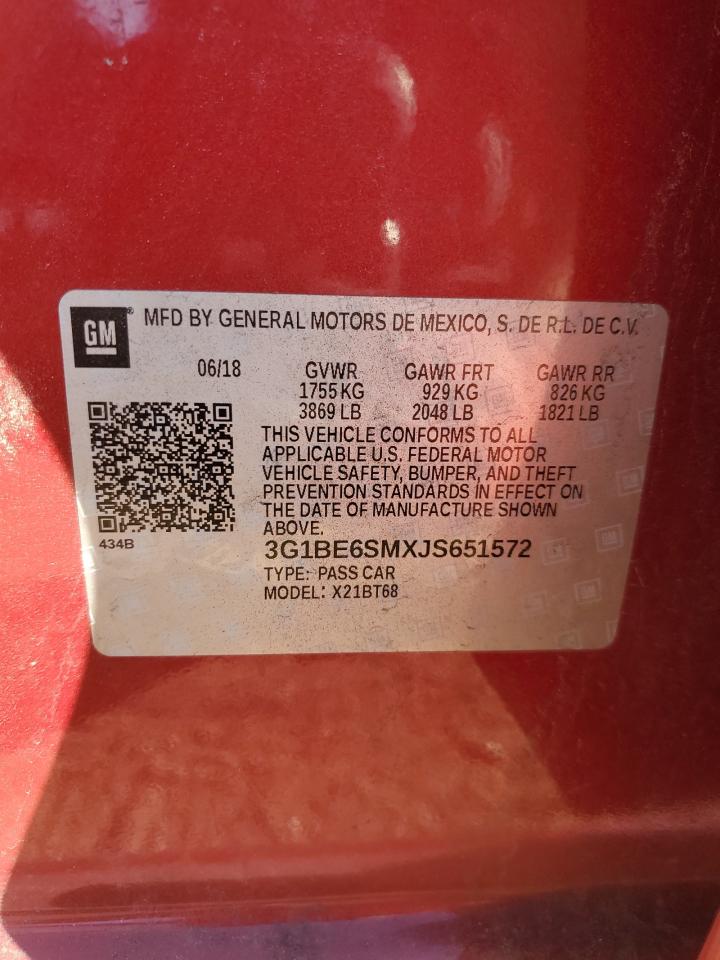 GM
MFD BY GENERAL MOTORS DE MEXICO, S. DE R.L. DE C.V.
06/18 GVWR GAWR FRT GAWR RR
1755 KG 929 KG 826 KG
3869 LB 2048 LB 1821 LB
THIS VEHICLE CONFORMS TO ALL
APPLICABLE U.S. FEDERAL MOTOR
VEHICLE SAFETY, BUMPER, AND THEFT
PREVENTION STANDARDS IN EFFECT ON
THE DATE OF MANUFACTURE SHOWN
ABOVE.
434B
3G1BE6SMXJS651572
TYPE: PASS CAR
MODEL: X21BT68